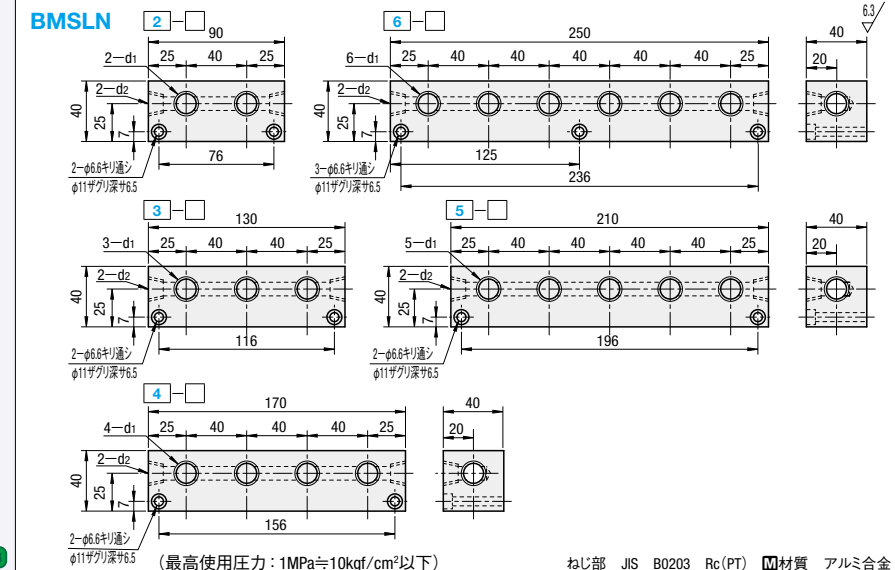 BMSLN
2-□
90
25 40 25
2-d1
2-d2
40
25
7
76
2-φ6.6キリ通シ
φ11ザグリ深サ6.5
6-□
250
25 40 40 40 40 40 25
6-d1
2-d2
40
25
7
125
236
3-φ6.6キリ通シ
φ11ザグリ深サ6.5
6.3
40
20
3-□
130
25 40 40 25
3-d1
2-d2
40
25
7
116
2-φ6.6キリ通シ
φ11ザグリ深サ6.5
5-□
210
25 40 40 40 40 25
5-d1
2-d2
40
25
7
196
2-φ6.6キリ通シ
φ11ザグリ深サ6.5
40
20
4-□
170
25 40 40 40 25
4-d1
2-d2
40
25
7
156
2-φ6.6キリ通シ
φ11ザグリ深サ6.5
40
20
(最高使用圧力:1MPa≒10kgf/cm²以下)
ねじ部 JIS B0203 Rc(PT) M材質 アルミ合金